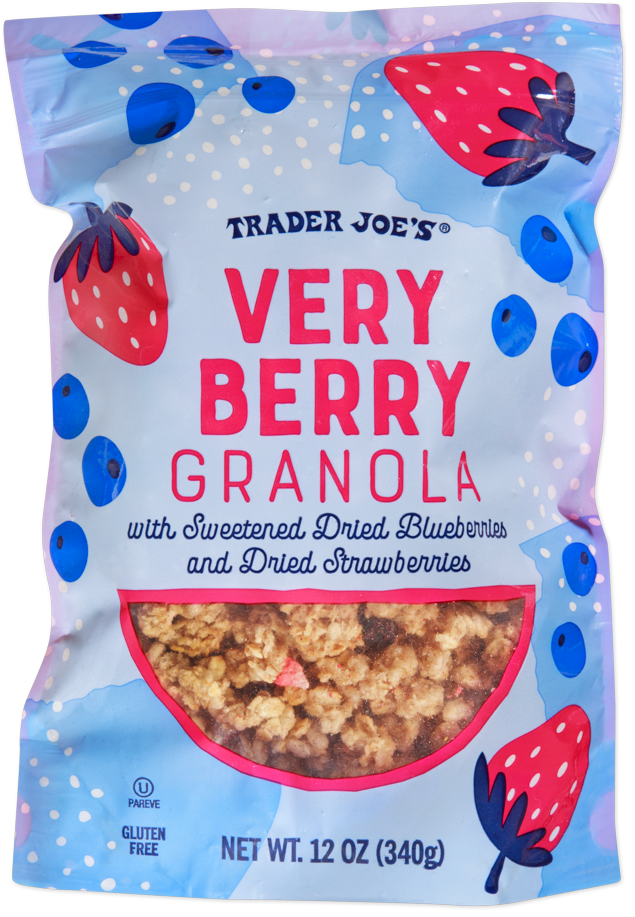 TRADER JOE'S®
VERY
BERRY
GRANOLA
with Sweetened Dried Blueberries
and Dried Strawberries
U
PAREVE
GLUTEN
FREE
NET WT. 12 OZ (340g)